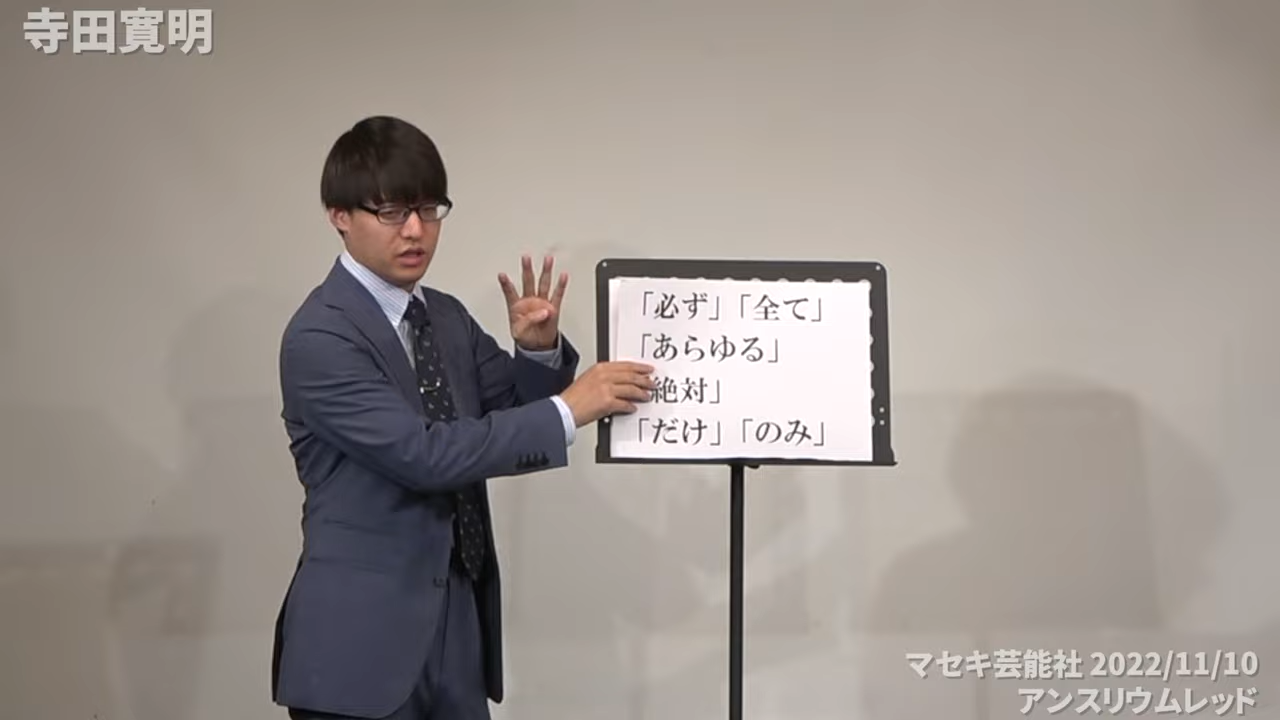 寺田寛明
「必ず」「全て」
「あらゆる」
絶対」
「だけ」「のみ」
マセキ芸能社 2022/11/10
アンスリウムレッド